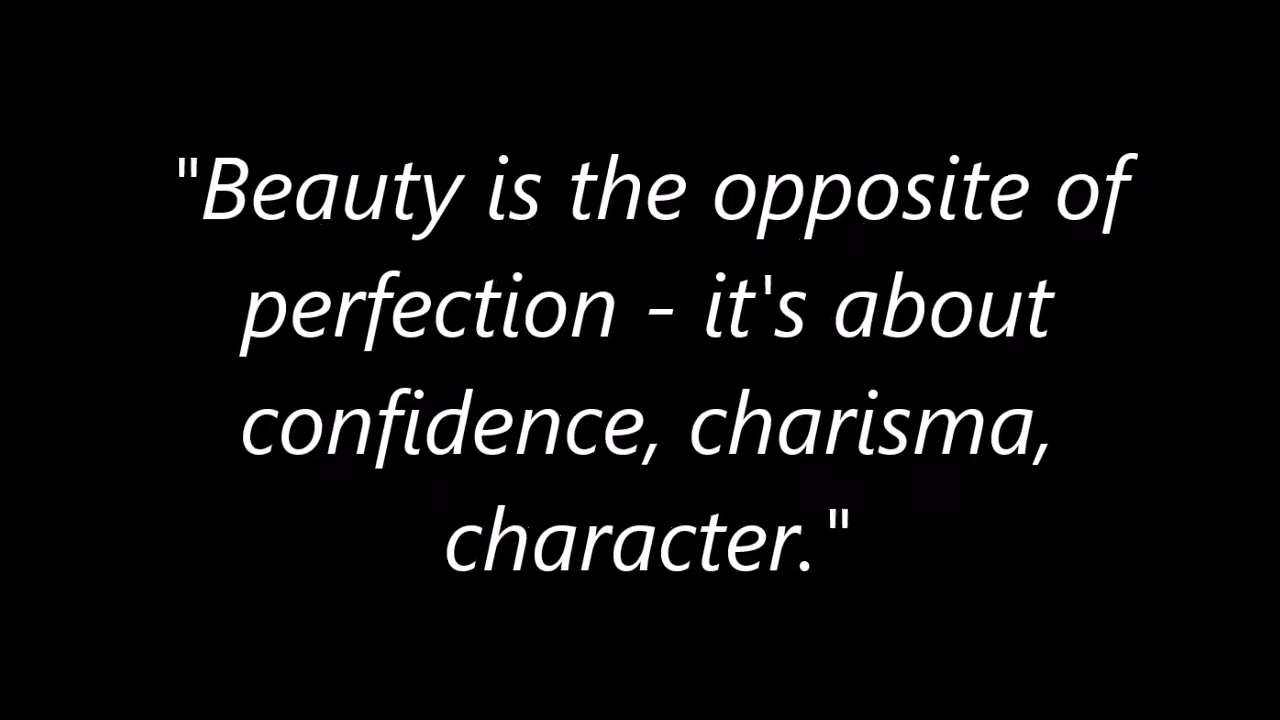 "Beauty is the opposite of
perfection - it's about
confidence, charisma,
character."